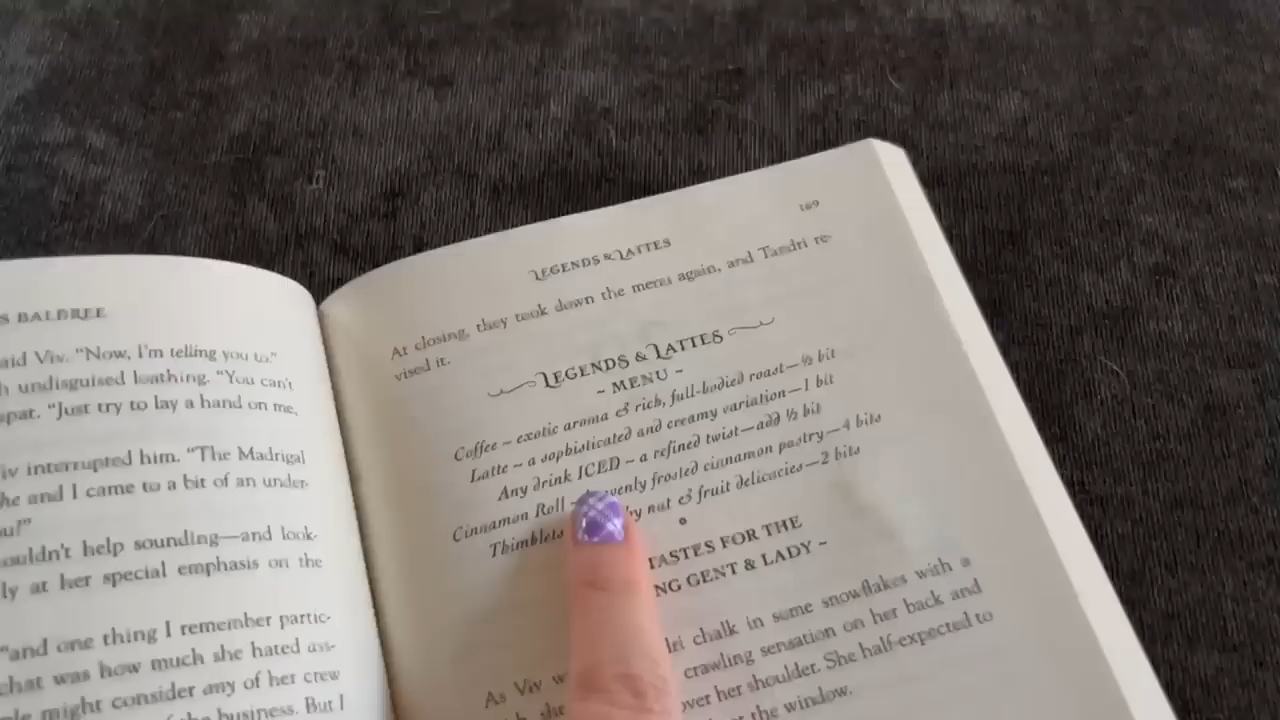 S BALDREE
aid Viv. "Now, I'm telling you to."
h undisguised loathing. "You can't
spat. "Just try to lay a hand on me,
iv interrupted him. "The Madrigal
he and I came to a bit of an under-
ou!"
ouldn't help sounding—and look-
ly at her special emphasis on the
"and one thing I remember partic-
chat was how much she hated ass-
ple might consider any of her crew
of the business. But I
169
LEGENDS & LATTES
At closing, they took down the menu again, and Tandri re-
vised it.
LEGENDS & LATTES
~ MENU ~
Coffee ~ exotic aroma & rich, full-bodied roast—½ bit
Latte ~ a sophisticated and creamy variation—1 bit
Any drink ICED ~ a refined twist—add ½ bit
Cinnamon Roll ~ venly frosted cinnamon pastry—4 bits
Thimblets nut & fruit delicacies—2 bits
TASTES FOR THE
NG GENT & LADY ~
As Viv w dri chalk in some snowflakes with a
she crawling sensation on her back and
over her shoulder. She half-expected to
the window.